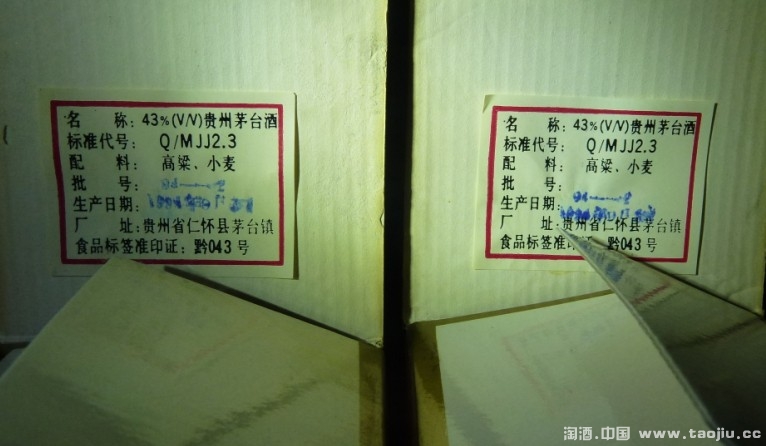 名 称: 43%(V/V)贵州茅台酒
标准代号: Q/MJJ2.3
配 料: 高粱、小麦
批 号:
生产日期:
厂 址:贵州省仁怀县茅台镇
食品标签准印证: 黔043号
名 称: 43%(V/V)贵州茅台酒
标准代号: Q/MJJ2.3
配 料: 高粱、小麦
批 号:
生产日期:
厂 址:贵州省仁怀县茅台镇
食品标签准印证: 黔043号
淘酒.中国 www.taojiu.cc